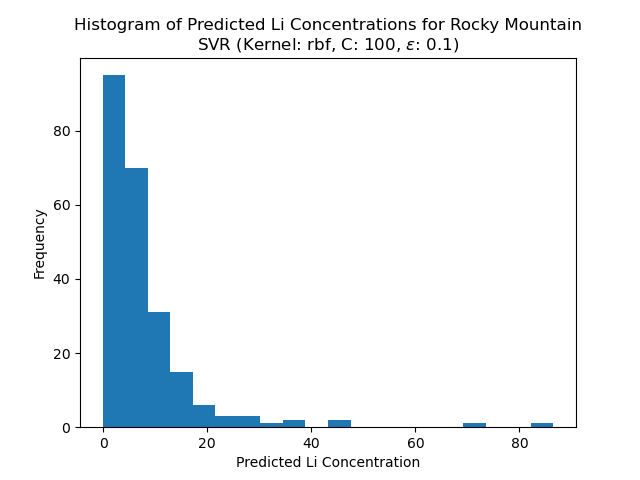 Histogram of Predicted Li Concentrations for Rocky Mountain
SVR (Kernel: rbf, C: 100, ε: 0.1)
80
60
40
20
0
Frequency
0 20 40 60 80
Predicted Li Concentration